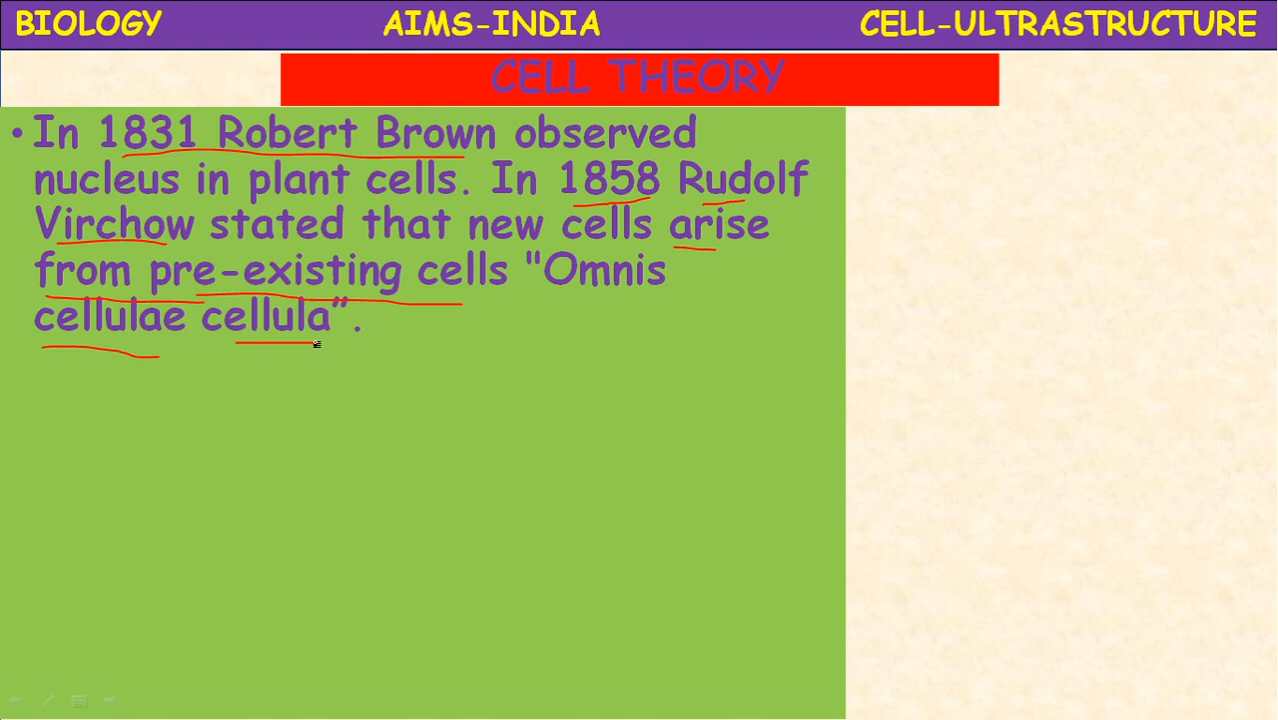 BIOLOGY AIMS-INDIA CELL-ULTRASTRUCTURE
CELL THEORY
• In 1831 Robert Brown observed
nucleus in plant cells. In 1858 Rudolf
Virchow stated that new cells arise
from pre-existing cells "Omnis
cellulae cellula”.